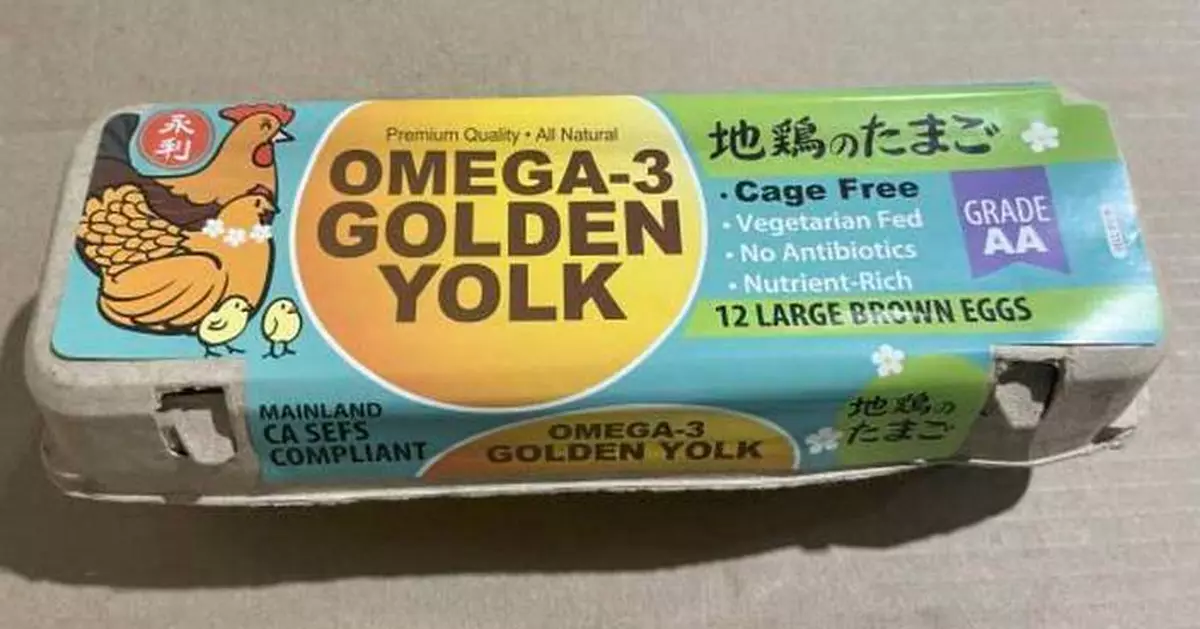 永利
Premium Quality • All Natural
OMEGA-3
GOLDEN
YOLK
地鶏のたまご
• Cage Free
• Vegetarian Fed
• No Antibiotics
• Nutrient-Rich
12 LARGE BROWN EGGS
GRADE
AA
MAINLAND
CA SEFS
COMPLIANT
OMEGA-3
GOLDEN YOLK
地鶏の
たまご